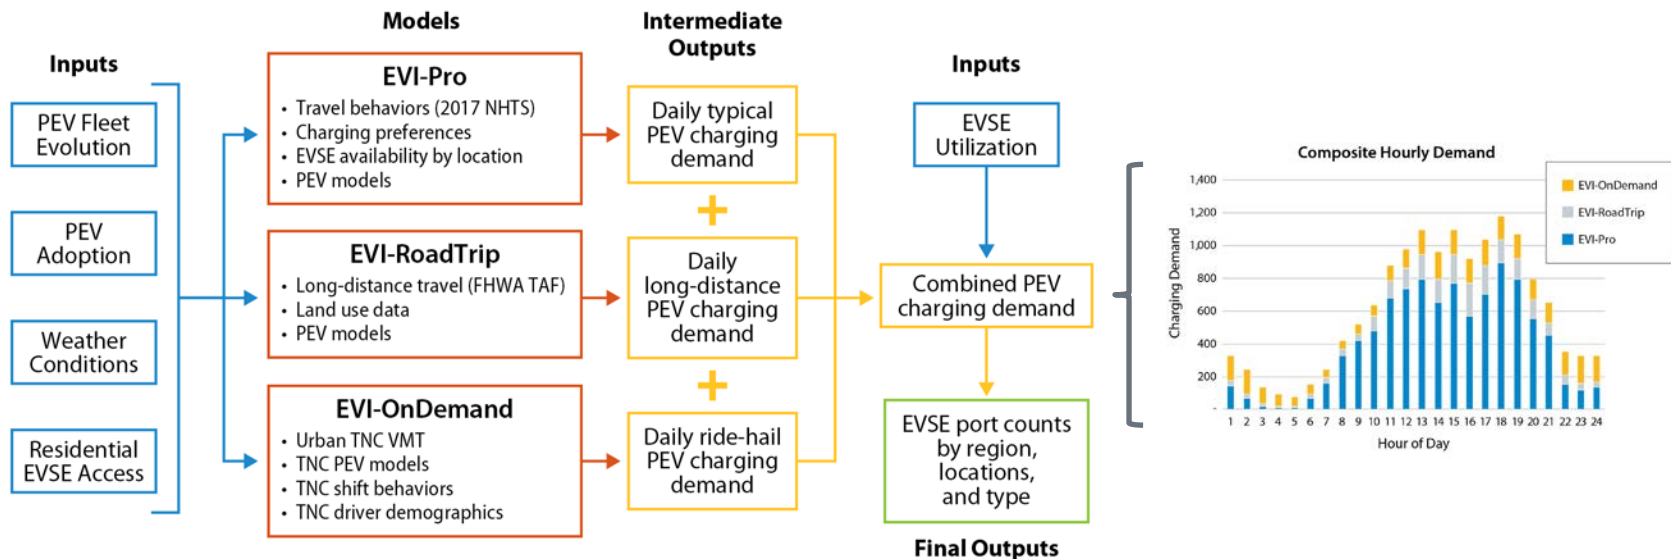 Inputs
PEV Fleet
Evolution
PEV
Adoption
Weather
Conditions
Residential
EVSE Access
Models
EVI-Pro
• Travel behaviors (2017 NHTS)
• Charging preferences
• EVSE availability by location
• PEV models
EVI-RoadTrip
• Long-distance travel (FHWA TAF)
• Land use data
• PEV models
EVI-OnDemand
• Urban TNC VMT
• TNC PEV models
• TNC shift behaviors
• TNC driver demographics
Intermediate
Outputs
Daily typical
PEV charging
demand
+
Daily
long-distance
PEV charging
demand
+
Daily ride-hail
PEV charging
demand
Inputs
EVSE
Utilization
Combined PEV
charging demand
EVSE port counts
by region,
locations,
and type
Final Outputs
Composite Hourly Demand
EVI-OnDemand
EVI-RoadTrip
EVI-Pro
Charging Demand
1,400
1,200
1,000
800
600
400
200
-
1 2 3 4 5 6 7 8 9 10 11 12 13 14 15 16 17 18 19 20 21 22 23 24
Hour of Day